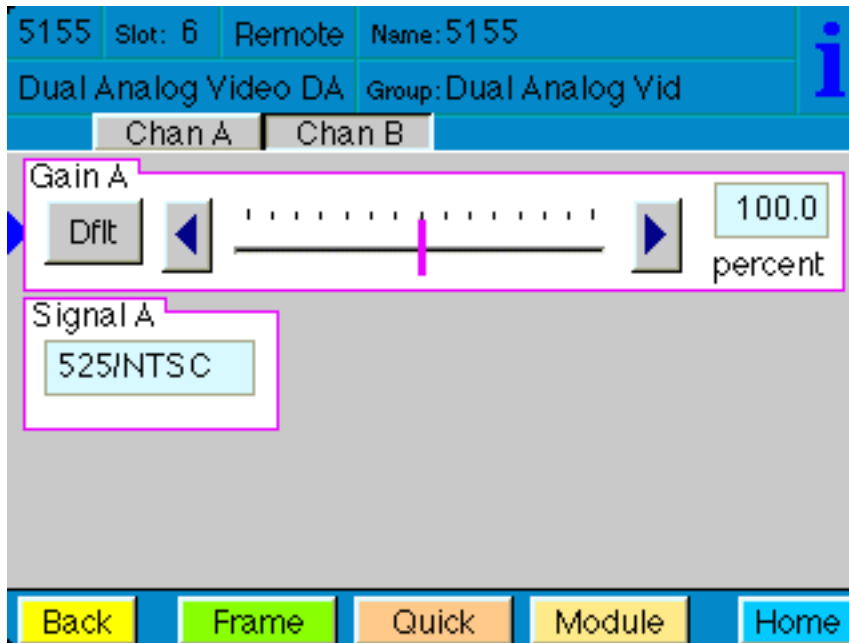 5155 Slot: 6 Remote Name: 5155
Dual Analog Video DA Group: Dual Analog Vid
i
Chan A Chan B
Gain A
Dflt 100.0
percent
Signal A
525/NTSC
Back Frame Quick Module Home